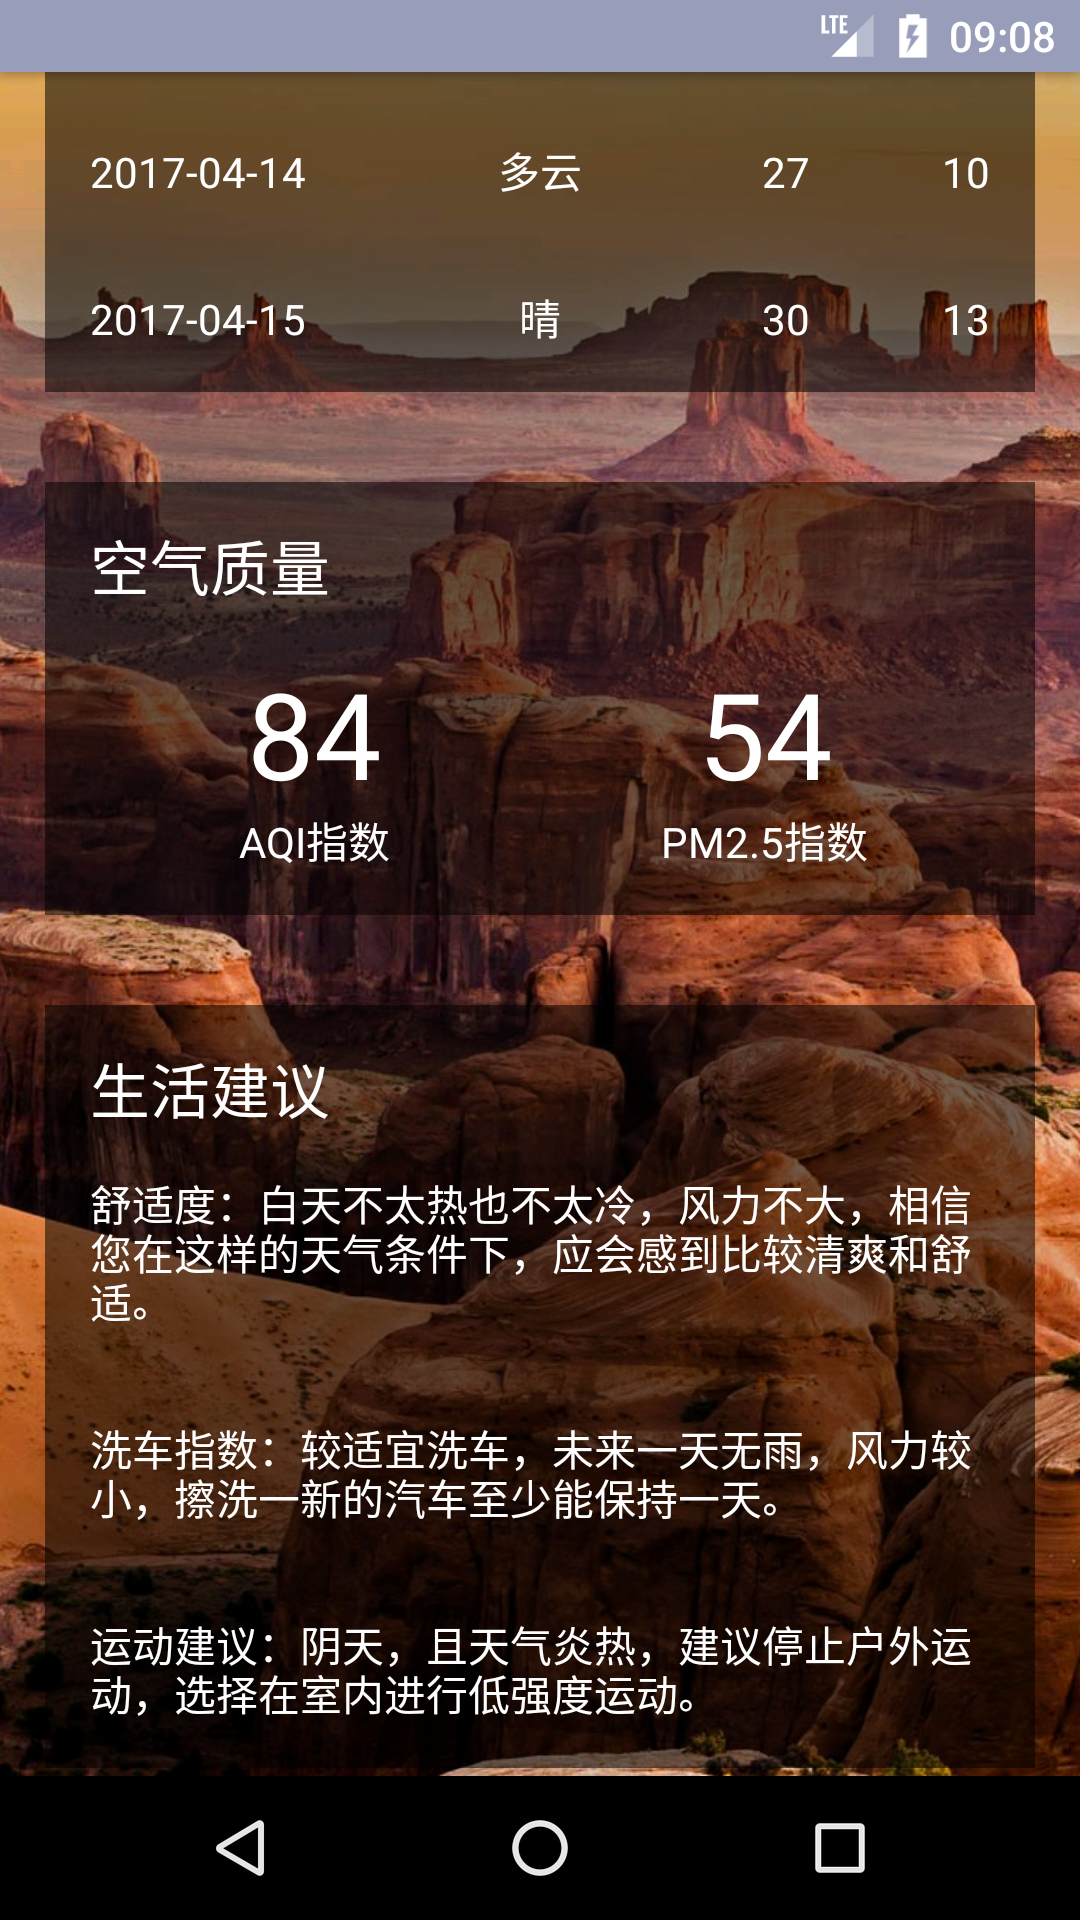 LTE 09:08
2017-04-14 多云 27 10
2017-04-15 晴 30 13
空气质量
84 54
AQI指数 PM2.5指数
生活建议
舒适度：白天不太热也不太冷，风力不大，相信
您在这样的天气条件下，应会感到比较清爽和舒
适。
洗车指数：较适宜洗车，未来一天无雨，风力较
小，擦洗一新的汽车至少能保持一天。
运动建议：阴天，且天气炎热，建议停止户外运
动，选择在室内进行低强度运动。